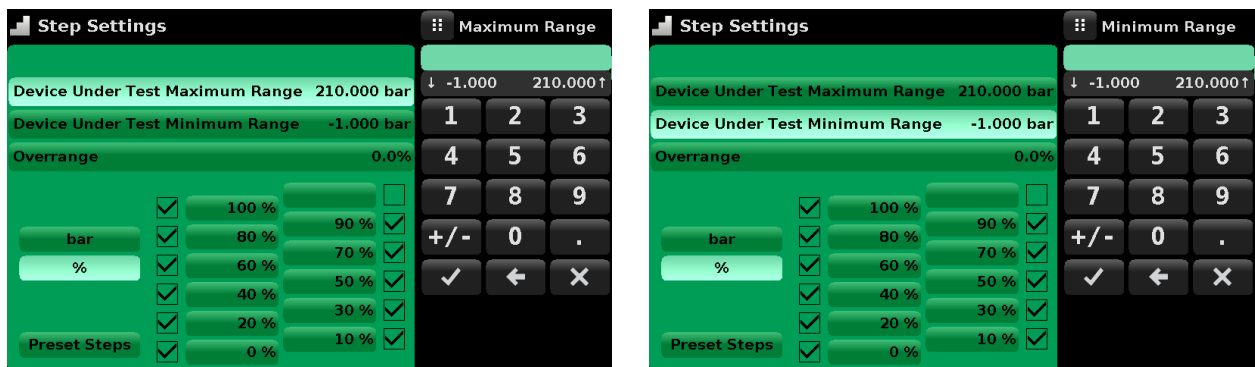 Step Settings
Maximum Range
↓ -1.000 210.000↑
Device Under Test Maximum Range 210.000 bar
Device Under Test Minimum Range -1.000 bar
Overrange 0.0%
1 2 3
4 5 6
7 8 9
+/- 0 .
100 %
90 %
bar 80 %
70 %
% 60 %
50 %
40 %
30 %
20 %
10 %
Preset Steps 0 %
Step Settings
Minimum Range
↓ -1.000 210.000↑
Device Under Test Maximum Range 210.000 bar
Device Under Test Minimum Range -1.000 bar
Overrange 0.0%
1 2 3
4 5 6
7 8 9
+/- 0 .
100 %
90 %
bar 80 %
70 %
% 60 %
50 %
40 %
30 %
20 %
10 %
Preset Steps 0 %